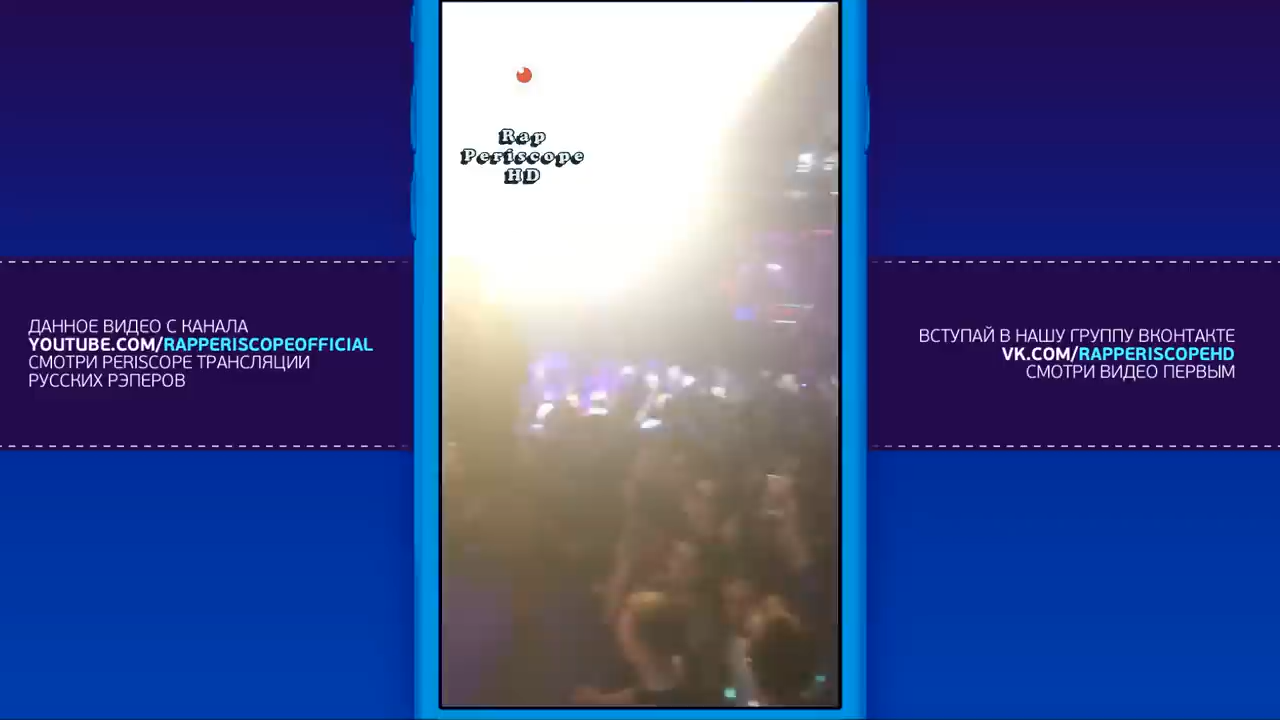 Rap
Periscope
HD
ДАННОЕ ВИДЕО С КАНАЛА
YOUTUBE.COM/RAPPERISCOPEOFFICIAL
СМОТРИ PERISCOPE ТРАНСЛЯЦИИ
РУССКИХ РЭПЕРОВ
ВСТУПАЙ В НАШУ ГРУППУ ВКОНТАКТЕ
VK.COM/RAPPERISCOPEHD
СМОТРИ ВИДЕО ПЕРВЫМ